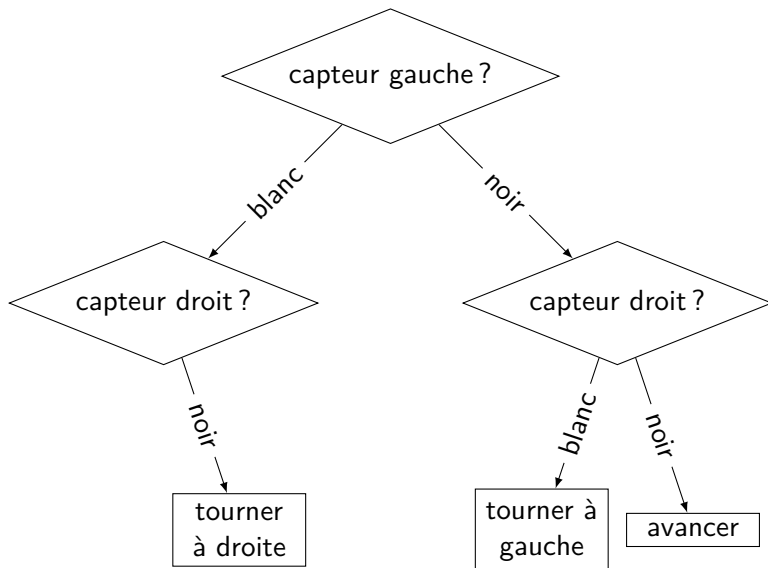 capteur gauche ?
blanc
noir
capteur droit ?
capteur droit ?
noir
blanc
noir
tourner
à droite
tourner à
gauche
avancer